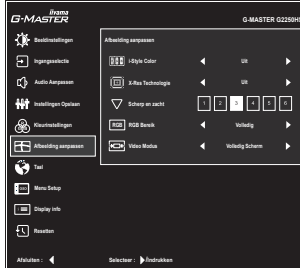 iiyama
G-MASTER
G-MASTER G2250HS
Beeldinstellingen
Ingangsselectie
Audio Aanpassen
Instellingen Opslaan
Kleurinstellingen
Afbeelding aanpassen
Taal
Menu Setup
Display info
Resetten
Afbeelding aanpassen
i-Style Color Uit
X-Res Technologie Uit
Scherp en zacht 1 2 3 4 5 6
RGB RGB Bereik Volledig
Video Modus Volledig Scherm
Afsluiten :
Selecteer : /Indrukken